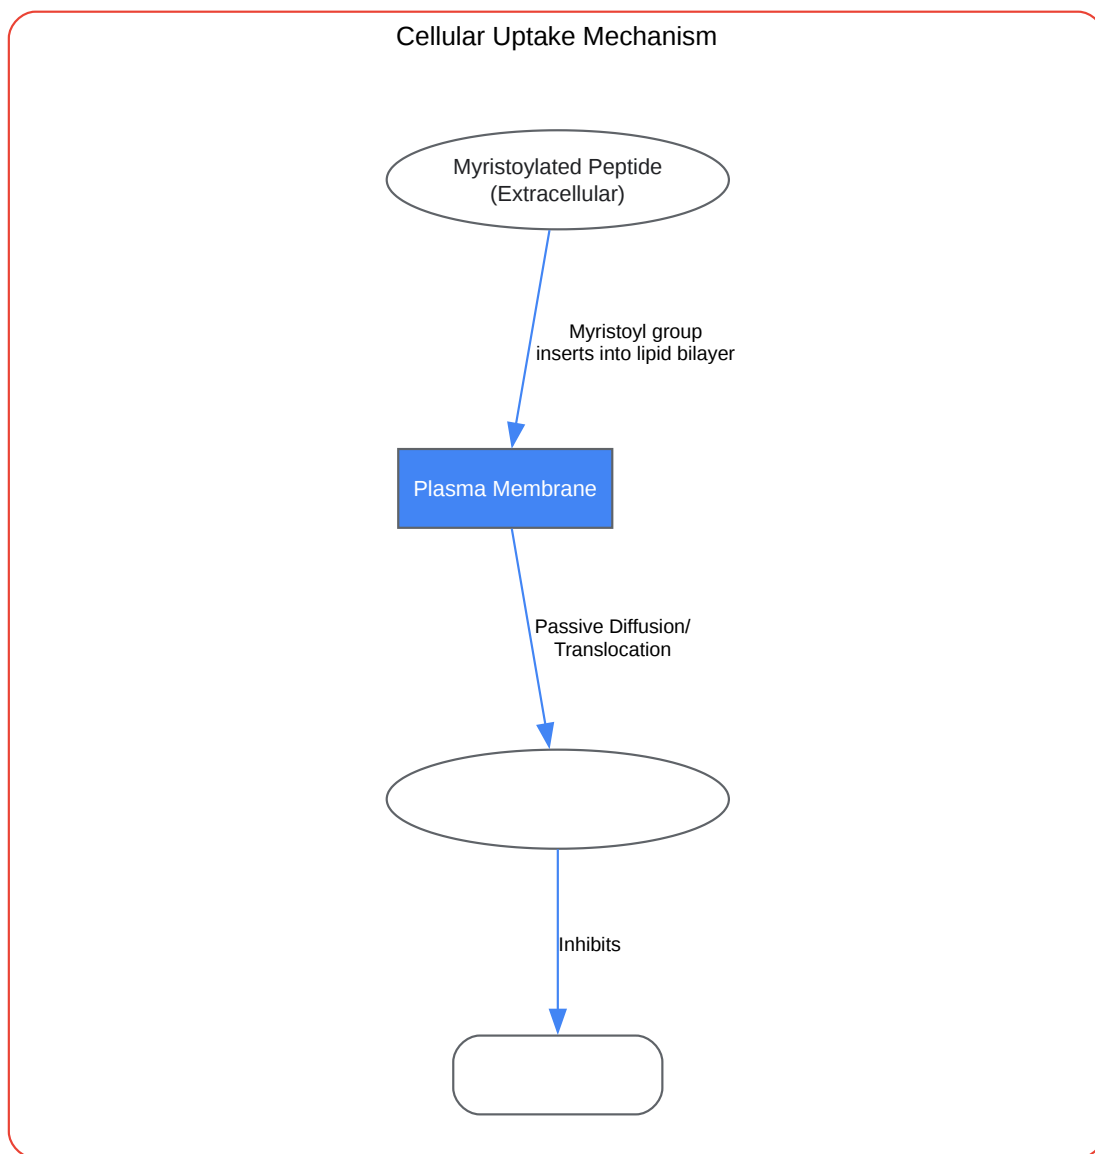 Cellular Uptake Mechanism
Myristoylated Peptide
(Extracellular)
Myristoyl group
inserts into lipid bilayer
Plasma Membrane
Passive Diffusion/
Translocation
Inhibits